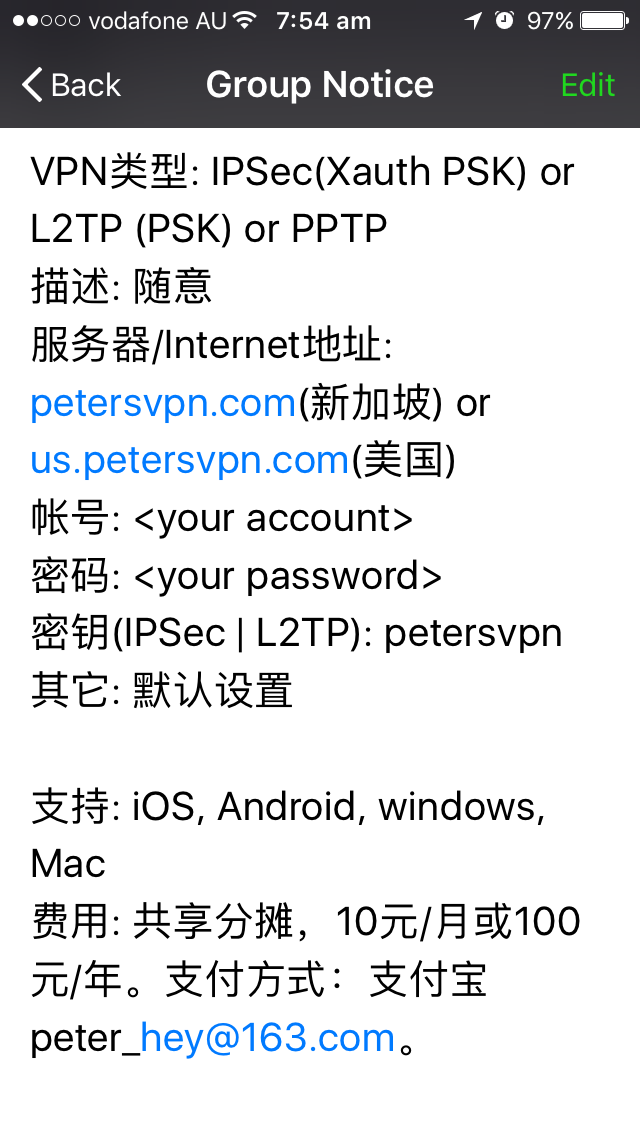 vodafone AU 7:54 am 97%
Back Group Notice Edit
VPN类型: IPSec(Xauth PSK) or
L2TP (PSK) or PPTP
描述: 随意
服务器/Internet地址:
petersvpn.com(新加坡) or
us.petersvpn.com(美国)
帐号: <your account>
密码: <your password>
密钥(IPSec | L2TP): petersvpn
其它: 默认设置
支持: iOS, Android, windows,
Mac
费用: 共享分摊，10元/月或100
元/年。支付方式：支付宝
peter_hey@163.com。